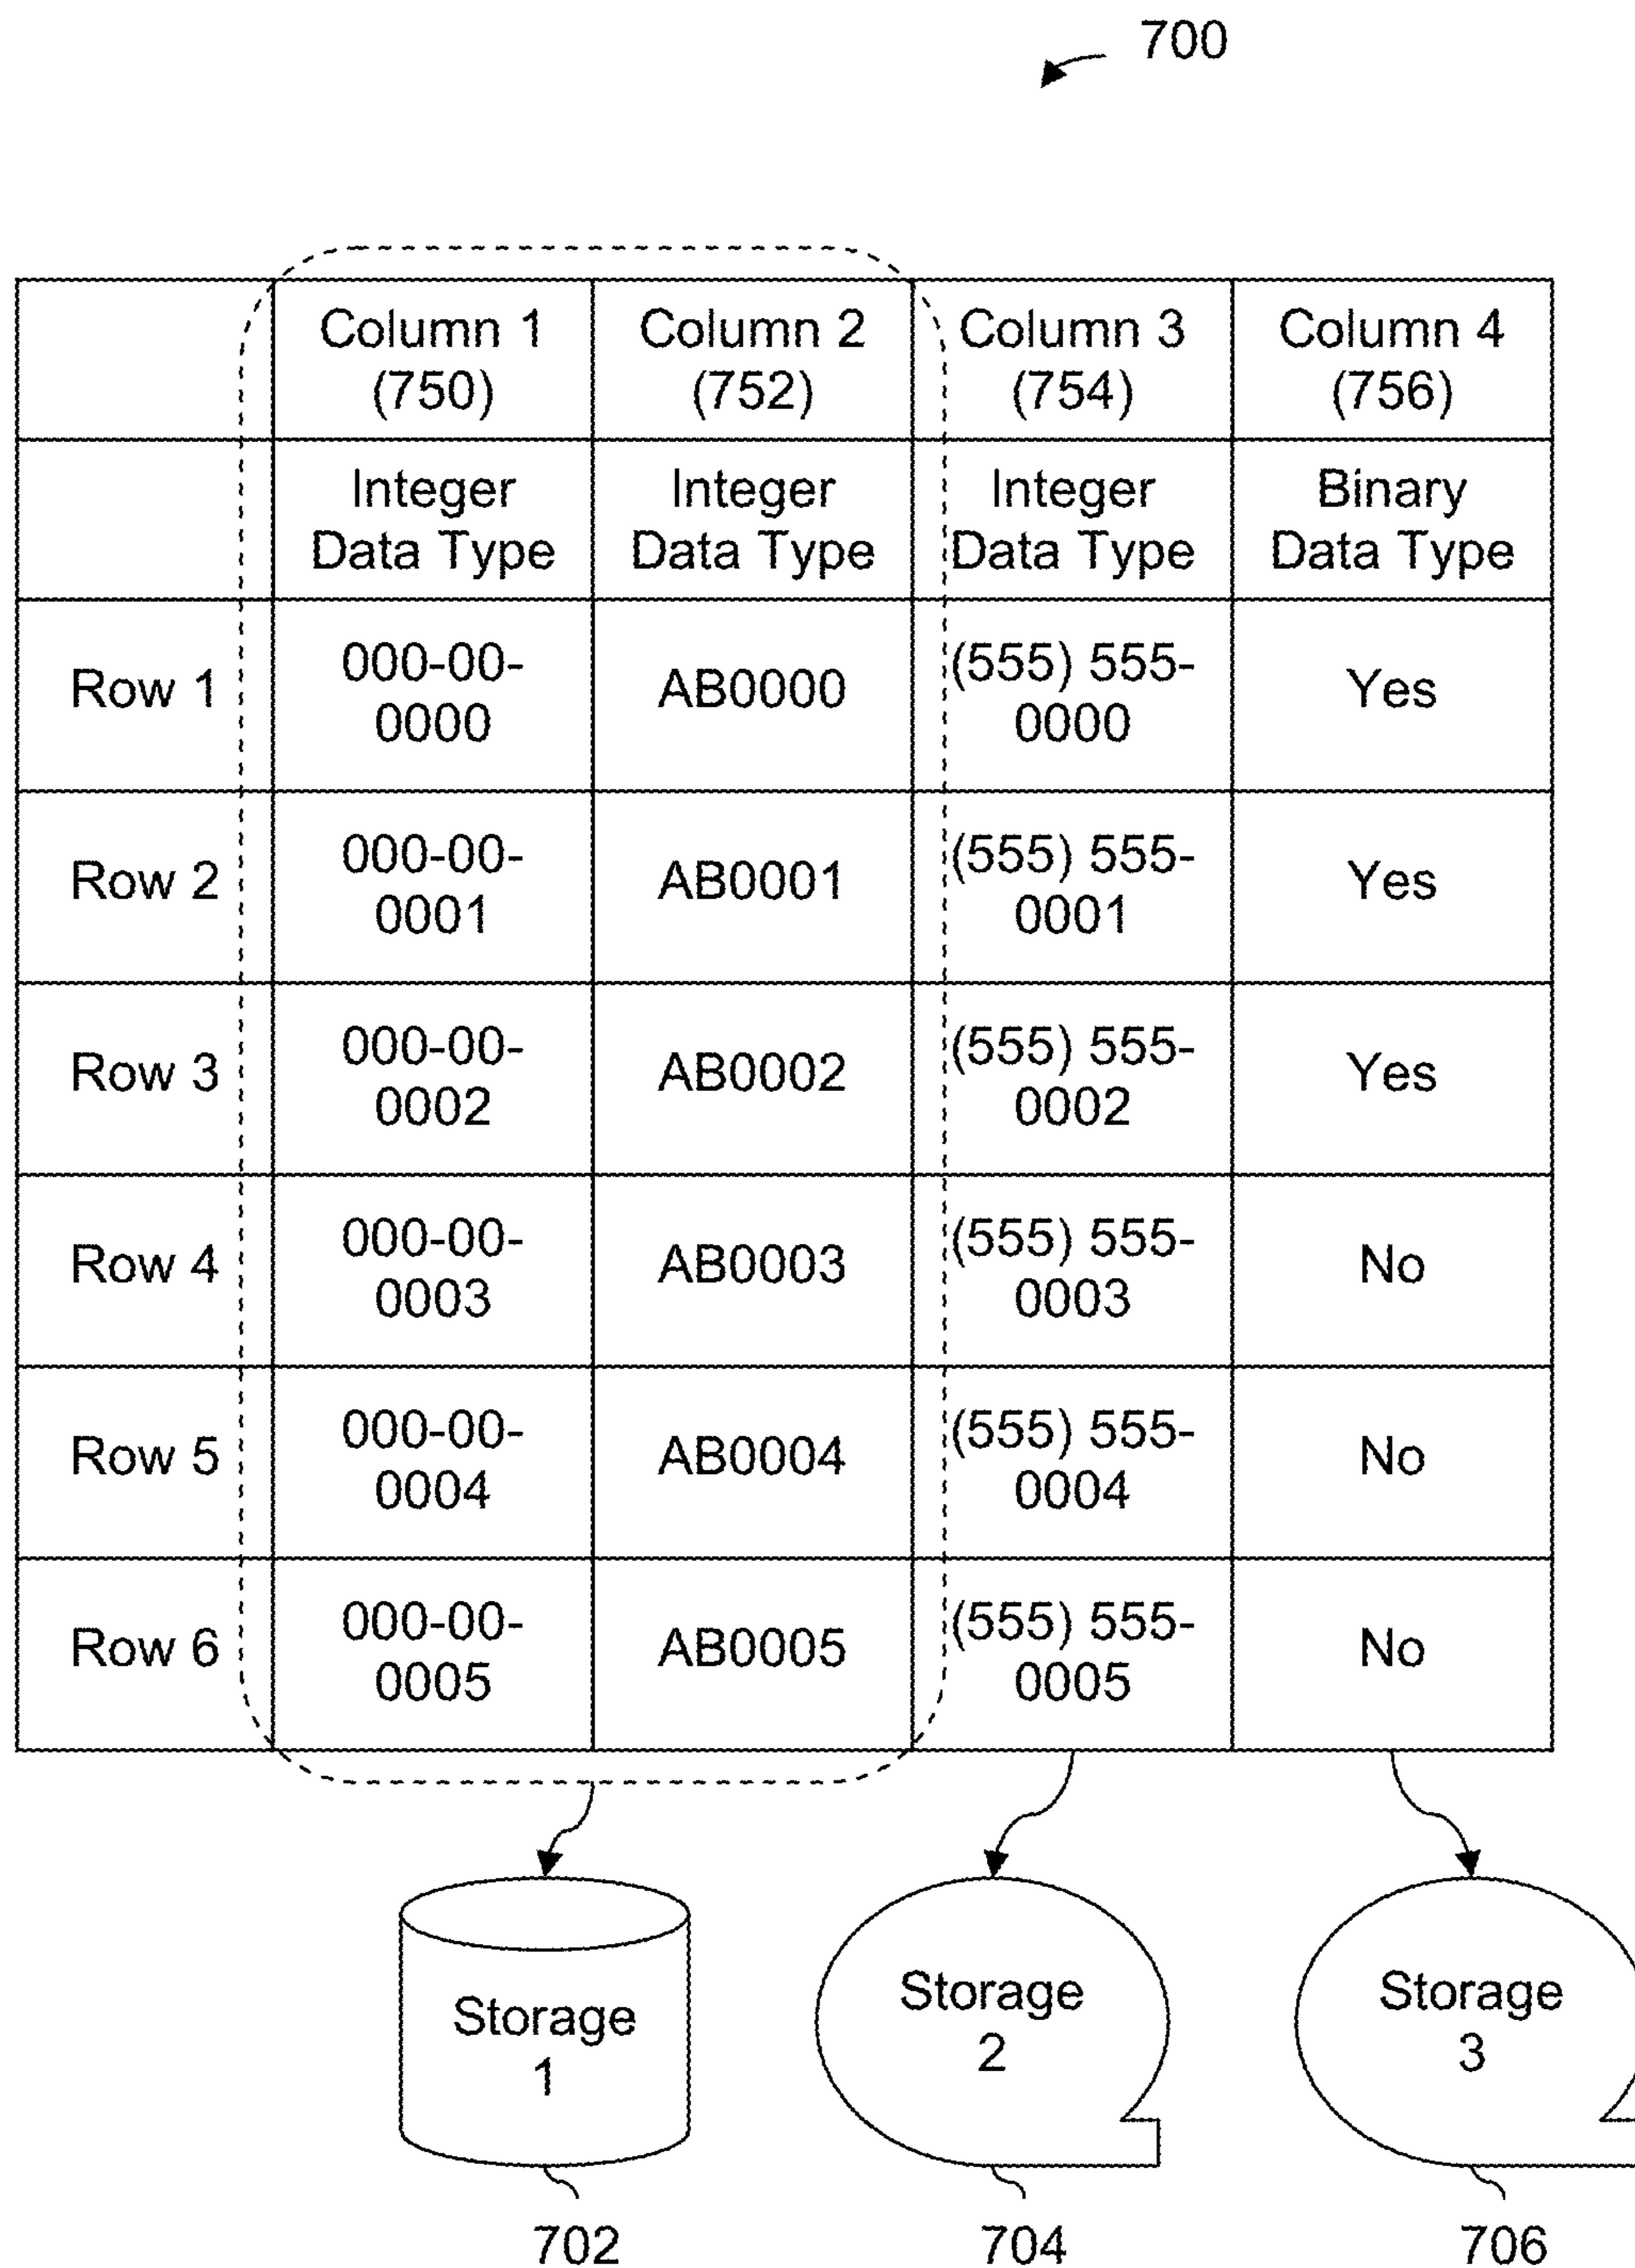 700
Column 1 Column 2 Column 3 Column 4
(750) (752) (754) (756)
Integer Integer Integer Binary
Data Type Data Type Data Type Data Type
Row 1 000-00- AB0000 (555) 555- Yes
0000 0000
Row 2 000-00- AB0001 (555) 555- Yes
0001 0001
Row 3 000-00- AB0002 (555) 555- Yes
0002 0002
Row 4 000-00- AB0003 (555) 555- No
0003 0003
Row 5 000-00- AB0004 (555) 555- No
0004 0004
Row 6 000-00- AB0005 (555) 555- No
0005 0005
Storage Storage Storage
1 2 3
702 704 706